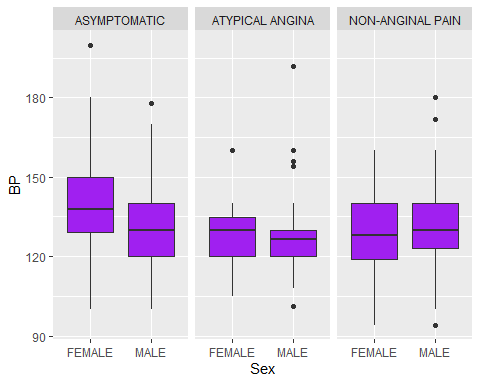 ASYMPTOMATIC ATYPICAL ANGINA NON-ANGINAL PAIN
BP
180
150
120
90
FEMALE MALE FEMALE MALE FEMALE MALE
Sex